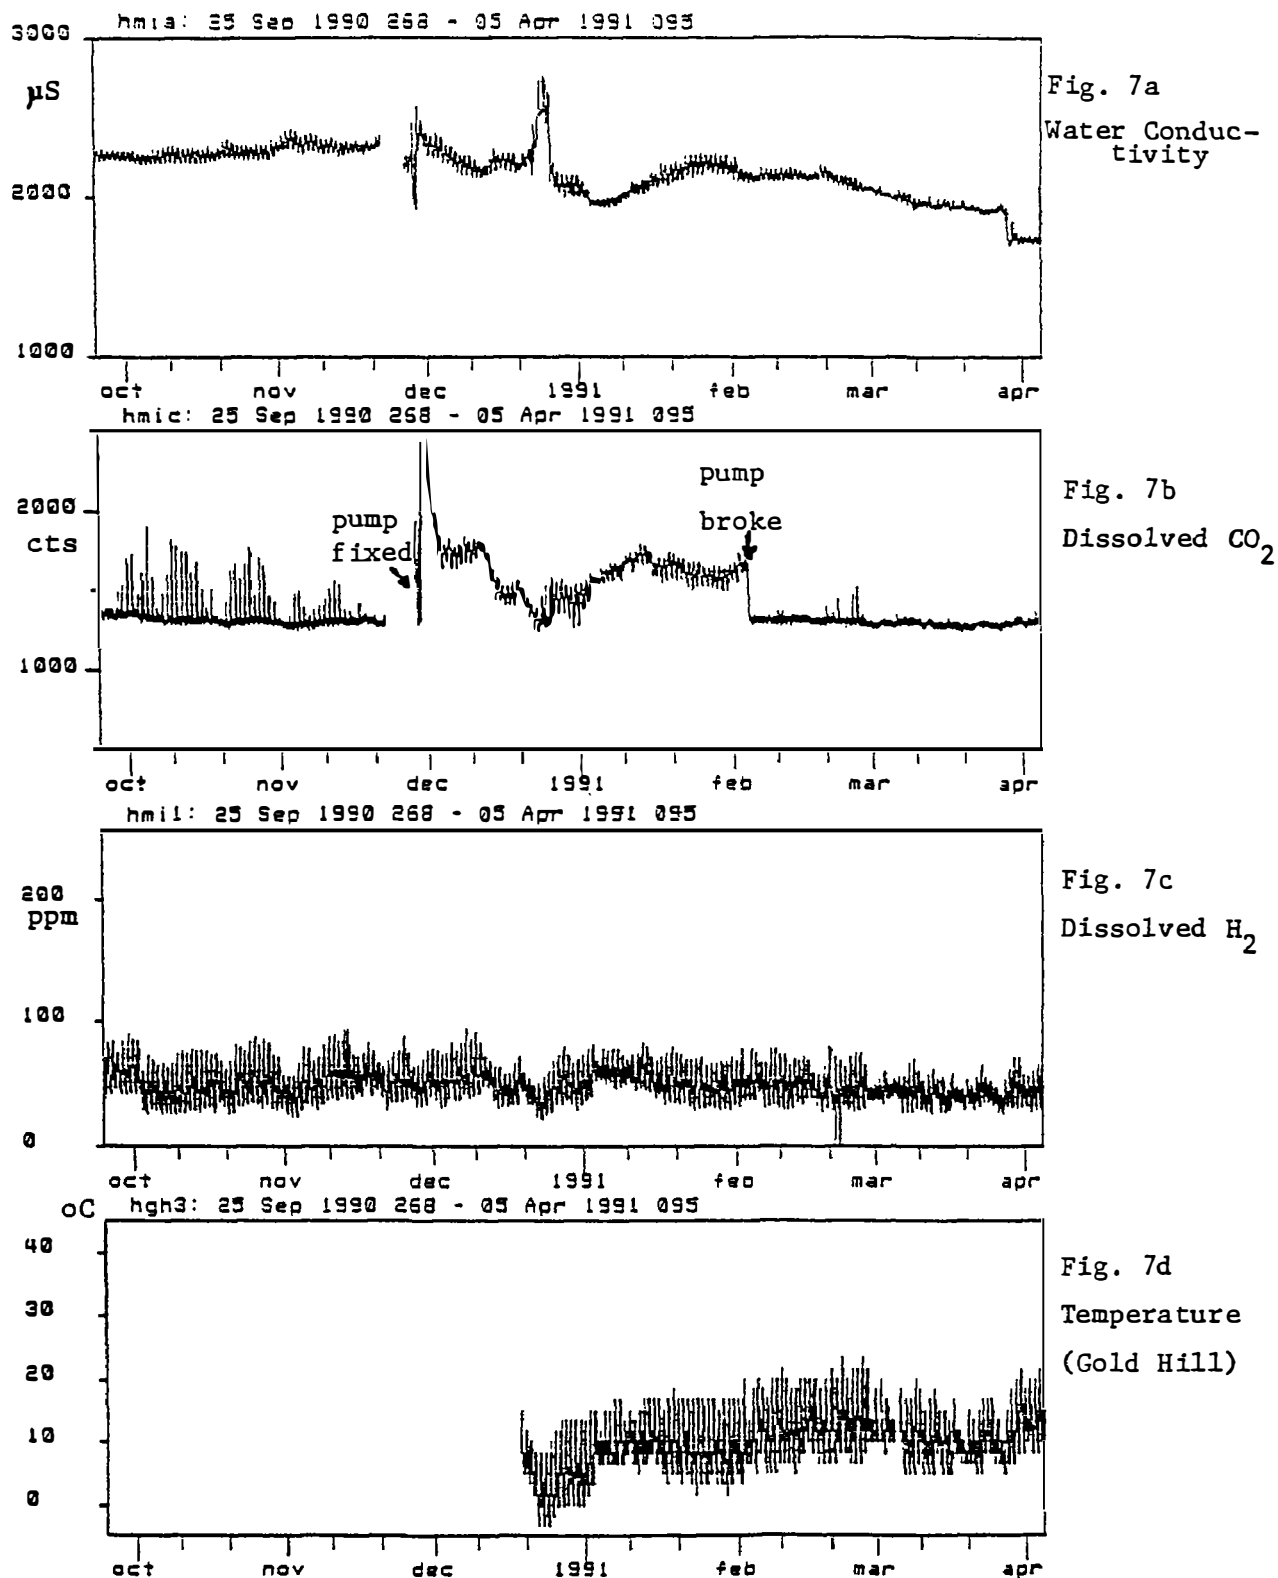 hmia: 25 Sep 1990 268 - 05 Apr 1991 095
3000
µS
2000
1000
Fig. 7a
Water Conduc-
tivity
oct nov dec 1991 feb mar apr
hmic: 25 Sep 1990 268 - 05 Apr 1991 095
2000
cts
1000
pump
fixed
pump
broke
Fig. 7b
Dissolved CO2
oct nov dec 1991 feb mar apr
hmil: 25 Sep 1990 268 - 05 Apr 1991 095
200
ppm
100
0
Fig. 7c
Dissolved H2
oct nov dec 1991 feb mar apr
oC hgh3: 25 Sep 1990 268 - 05 Apr 1991 095
40
30
20
10
0
Fig. 7d
Temperature
(Gold Hill)
oct nov dec 1991 feb mar apr